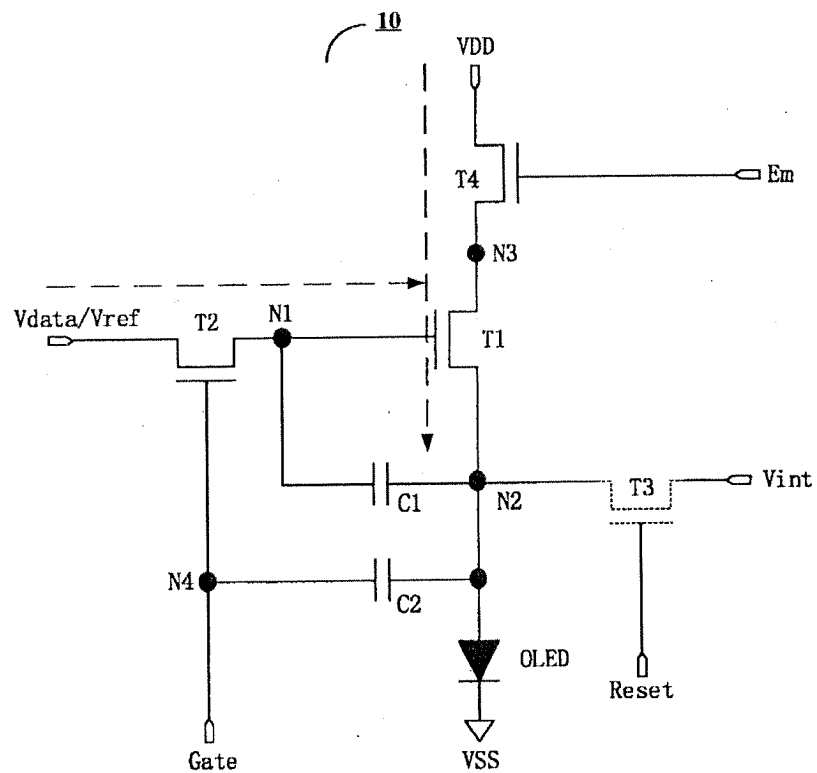 10
VDD
T4
Em
N3
Vdata/Vref
T2
N1
T1
C1
N2
T3
Vint
N4
C2
OLED
Reset
Gate
VSS